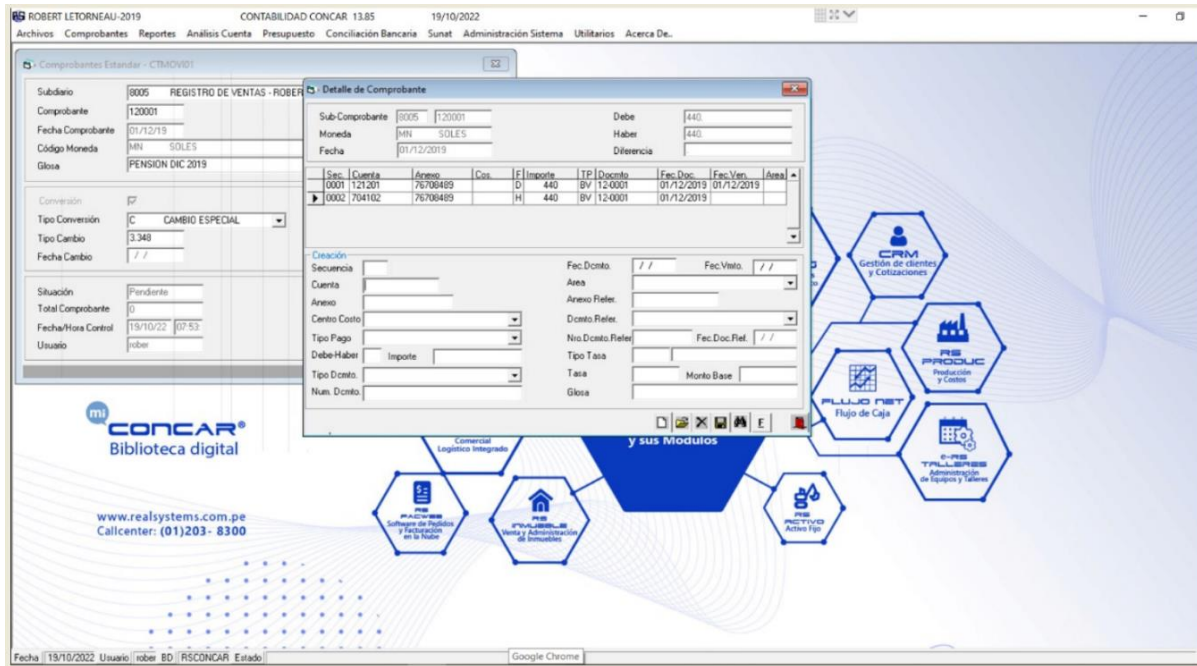 ROBERT LETORNEAU-2019 CONTABILIDAD CONCAR 13.85 19/10/2022
Archivos Comprobantes Reportes Análisis Cuenta Presupuesto Conciliación Bancaria Sunat Administración Sistema Utilitarios Acerca De..
Comprobantes Estandar - CTMOVI01
Subdiario 8005 REGISTRO DE VENTAS - ROBER
Comprobante 120001
Fecha Comprobante 01/12/19
Código Moneda MN SOLES
Glosa PENSION DIC 2019
Conversión
Tipo Conversión C CAMBIO ESPECIAL
Tipo Cambio 3.348
Fecha Cambio / /
Situación Pendiente
Total Comprobante 0
Fecha/Hora Control 19/10/22 07:53:
Usuario rober
Detalle de Comprobante
Sub-Comprobante 8005 120001 Debe 440.
Moneda MN SOLES Haber 440.
Fecha 01/12/2019 Diferencia
Sec. Cuenta Anexo Cos. F Importe TP Docmto Fec.Doc. Fec.Ven. Area
0001 121201 76708489 D 440 BV 12-0001 01/12/2019 01/12/2019
0002 704102 76708489 H 440 BV 12-0001 01/12/2019
Creación
Secuencia Fec.Dcmto. / / Fec.Vmto. / /
Cuenta Area
Anexo Anexo Refer.
Centro Costo Dcmto.Refer.
Tipo Pago Nro.Dcmto.Refer Fec.Doc.Ref. / /
Debe-Haber Importe Tipo Tasa
Tipo Dcmto. Tasa Monto Base
Num. Dcmto. Glosa
E
mi
CONCAR®
Biblioteca digital
www.realsystems.com.pe
Callcenter: (01)203- 8300
CRM
Gestión de clientes
y Cotizaciones
RS
PRODUC
Producción
y Costos
FLUJO NET
Flujo de Caja
e-RS
TALLERES
Administración
de Equipos y Talleres
Comercial
Logístico Integrado
y sus Módulos
RS
FACWEB
Software de Pedidos
y Facturación
en la Nube
RS
INMUEBLE
Venta y Administración
de Inmuebles
RS
ACTIVO
Activo Fijo
Fecha 19/10/2022 Usuario rober BD RSCONCAR Estado
Google Chrome